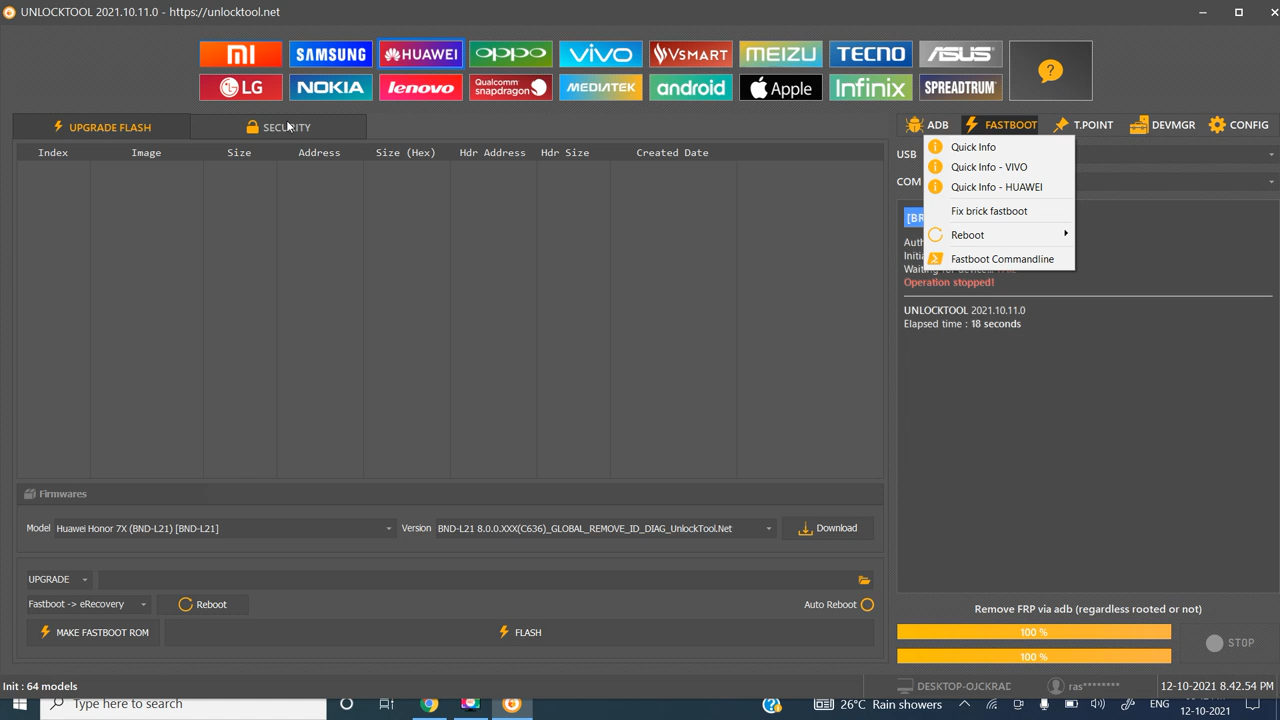 UNLOCKTOOL 2021.10.11.0 - https://unlocktool.net
MI SAMSUNG HUAWEI OPPO VIVO VSMART MEIZU TECNO ASUS ?
LG NOKIA lenovo Qualcomm snapdragon MEDIATEK android Apple Infinix SPREADTRUM
UPGRADE FLASH SECURITY
ADB FASTBOOT T.POINT DEVMGR CONFIG
Index Image Size Address Size (Hex) Hdr Address Hdr Size Created Date
USB
COM
Quick Info
Quick Info - VIVO
Quick Info - HUAWEI
Fix brick fastboot
Reboot
Fastboot Commandline
[BR
Auth
Initia
Waiting for device...
Operation stopped!
UNLOCKTOOL 2021.10.11.0
Elapsed time : 18 seconds
Firmwares
Model Huawei Honor 7X (BND-L21) [BND-L21] Version BND-L21 8.0.0.XXX(C636)_GLOBAL_REMOVE_ID_DIAG_UnlockTool.Net Download
UPGRADE
Fastboot -> eRecovery Reboot Auto Reboot
MAKE FASTBOOT ROM FLASH
Remove FRP via adb (regardless rooted or not)
100 %
100 %
STOP
Init : 64 models DESKTOP-OJCKRAD ras******** 12-10-2021 8.42.54 PM
Type here to search 26°C Rain showers ENG
12-10-2021